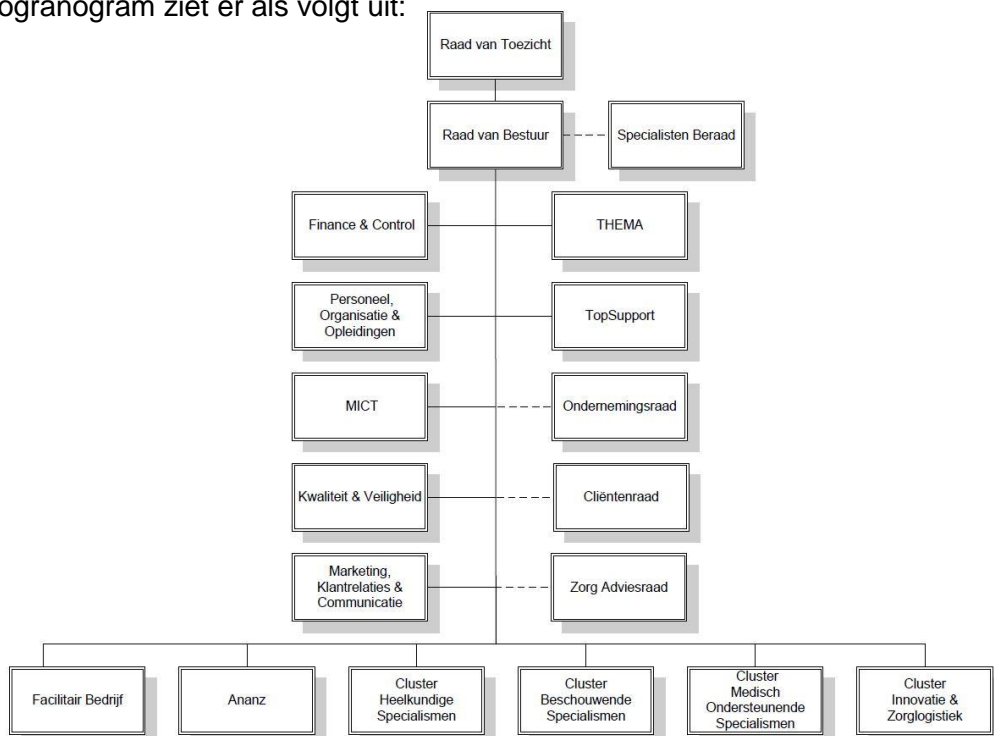 ogranogram ziet er als volgt uit:
Raad van Toezicht
Raad van Bestuur
Specialisten Beraad
Finance & Control
THEMA
Personeel,
Organisatie &
Opleidingen
TopSupport
MICT
Ondernemingsraad
Kwaliteit & Veiligheid
Cliëntenraad
Marketing,
Klantrelaties &
Communicatie
Zorg Adviesraad
Facilitair Bedrijf
Ananz
Cluster
Heelkundige
Specialismen
Cluster
Beschouwende
Specialismen
Cluster
Medisch
Ondersteunende
Specialismen
Cluster
Innovatie &
Zorglogistiek